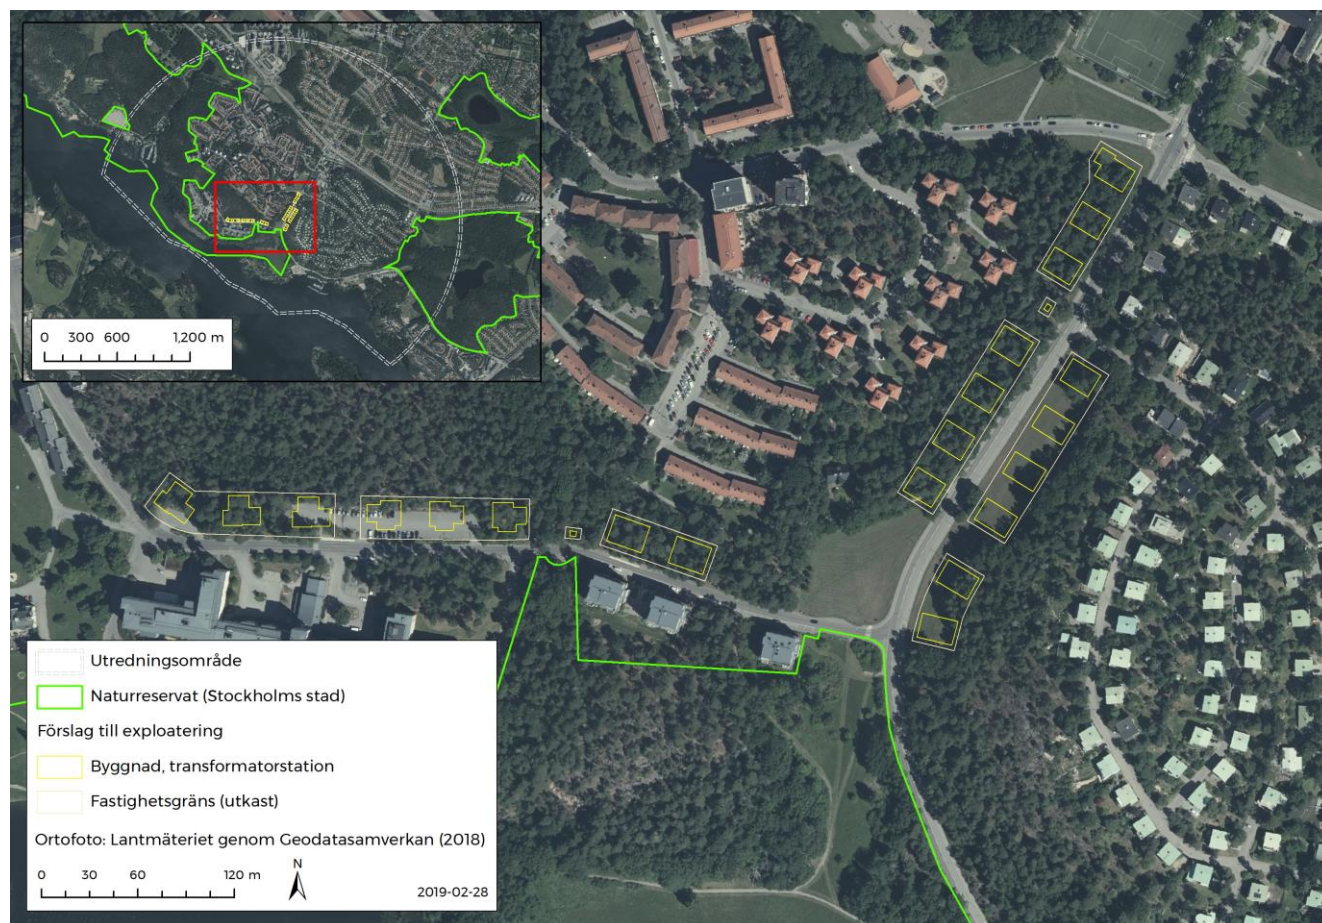 0 300 600 1,200 m
Utredningsområde
Naturreservat (Stockholms stad)
Förslag till exploatering
Byggnad, transformatorstation
Fastighetsgräns (utkast)
Ortofoto: Lantmäteriet genom Geodatasamverkan (2018)
N
0 30 60 120 m
2019-02-28